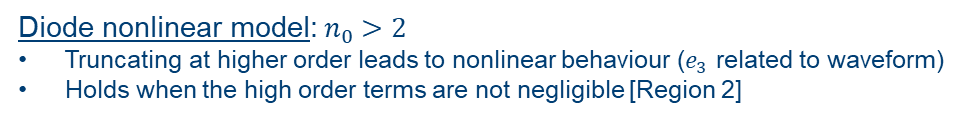 Diode nonlinear model: n₀ > 2
• Truncating at higher order leads to nonlinear behaviour (e₃ related to waveform)
• Holds when the high order terms are not negligible [Region 2]